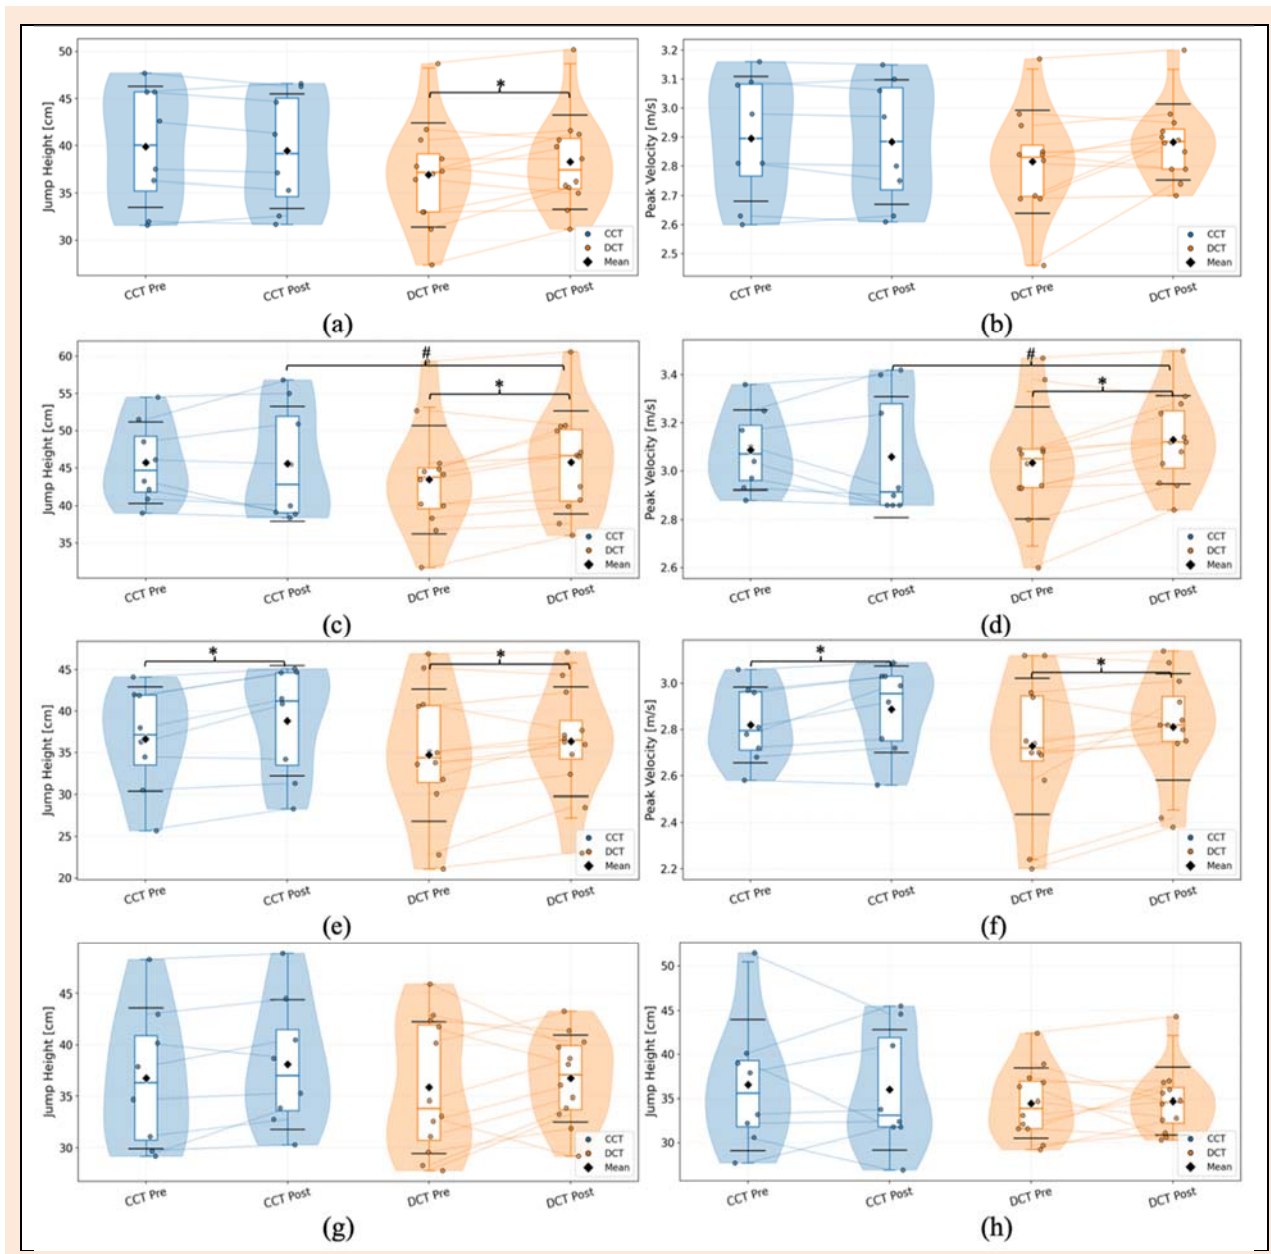 50
45
40
35
30
Jump Height [cm]
*
CCT
DCT
Mean
CCT Pre
CCT Post
DCT Pre
DCT Post
(a)
3.2
3.1
3.0
2.9
2.8
2.7
2.6
2.5
Peak Velocity [m/s]
CCT
DCT
Mean
CCT Pre
CCT Post
DCT Pre
DCT Post
(b)
60
55
50
45
40
35
Jump Height [cm]
#
*
CCT
DCT
Mean
CCT Pre
CCT Post
DCT Pre
DCT Post
(c)
3.4
3.2
3.0
2.8
2.6
Peak Velocity [m/s]
#
*
CCT
DCT
Mean
CCT Pre
CCT Post
DCT Pre
DCT Post
(d)
45
40
35
30
25
20
Jump Height [cm]
*
*
CCT
DCT
Mean
CCT Pre
CCT Post
DCT Pre
DCT Post
(e)
3.0
2.8
2.6
2.4
2.2
Peak Velocity [m/s]
*
*
CCT
DCT
Mean
CCT Pre
CCT Post
DCT Pre
DCT Post
(f)
45
40
35
30
Jump Height [cm]
CCT
DCT
Mean
CCT Pre
CCT Post
DCT Pre
DCT Post
(g)
50
45
40
35
30
Jump Height [cm]
CCT
DCT
Mean
CCT Pre
CCT Post
DCT Pre
DCT Post
(h)